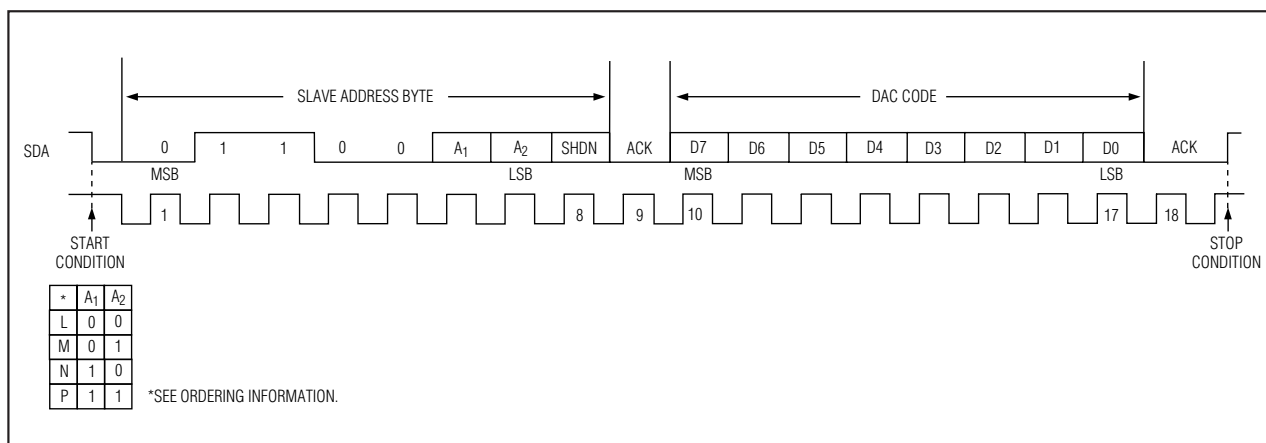 SLAVE ADDRESS BYTE DAC CODE
SDA 0 1 1 0 0 A1 A2 SHDN ACK D7 D6 D5 D4 D3 D2 D1 D0 ACK
MSB LSB MSB LSB
1 8 9 10 17 18
START CONDITION STOP CONDITION
* A1 A2
L 0 0
M 0 1
N 1 0
P 1 1 *SEE ORDERING INFORMATION.